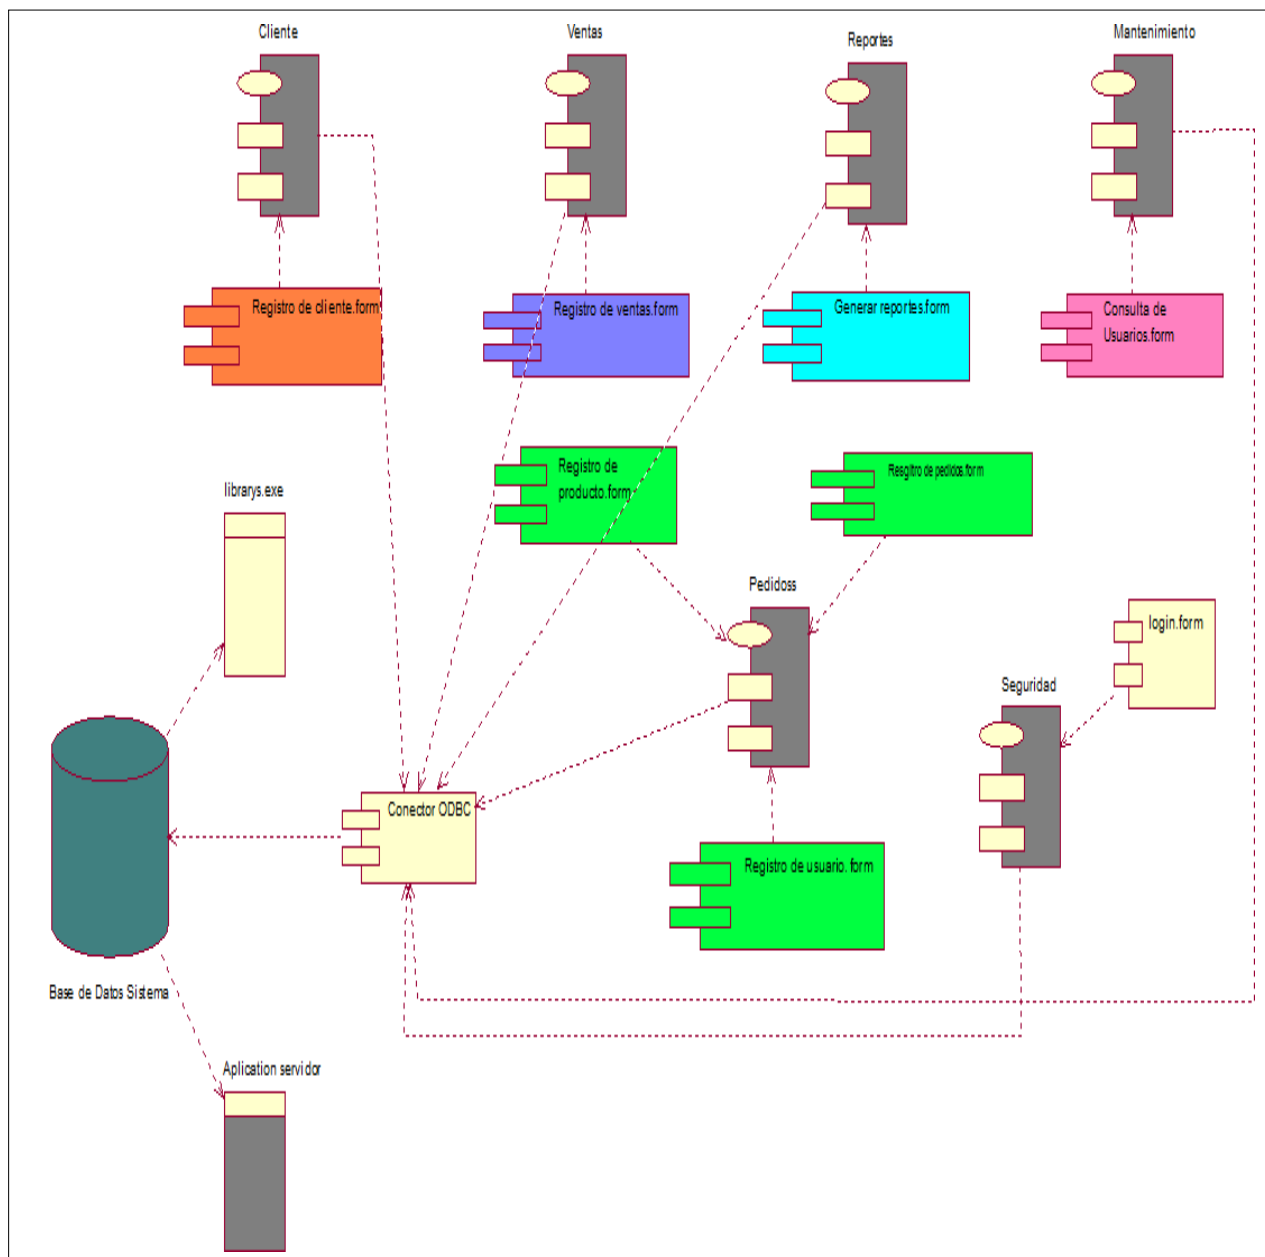 Cliente
Ventas
Reportes
Mantenimiento
Registro de cliente.form
Registro de ventas.form
Generar reportes.form
Consulta de
Usuarios.form
Registro de
producto.form
Resgitro de pedidos.form
librarys.exe
Pedidoss
login.form
Seguridad
Conector ODBC
Registro de usuario. form
Base de Datos Sistema
Aplication servidor